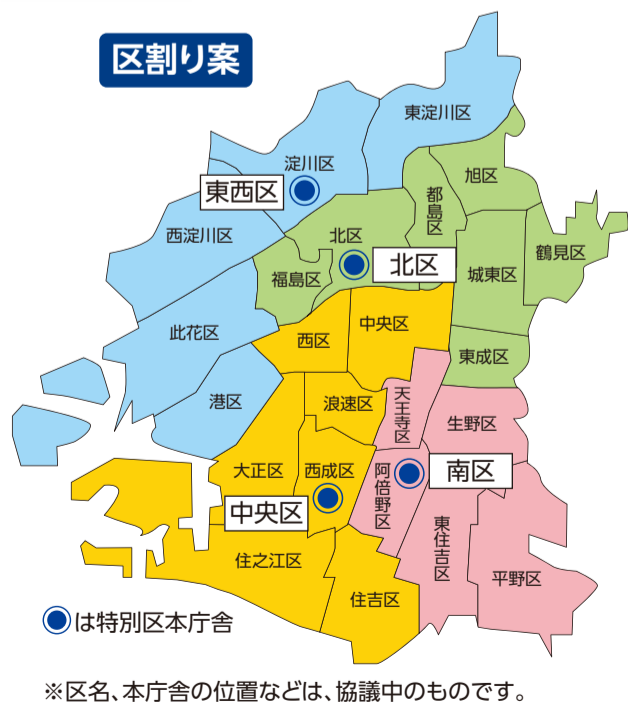 区割り案
東淀川区
淀川区
旭区
東西区
都島区
西淀川区
北区
鶴見区
北区
城東区
福島区
此花区
中央区
西区
東成区
港区
浪速区
天王寺区
生野区
大正区
西成区
阿倍野区
南区
中央区
東住吉区
住之江区
平野区
住吉区
は特別区本庁舎
※区名、本庁舎の位置などは、協議中のものです。